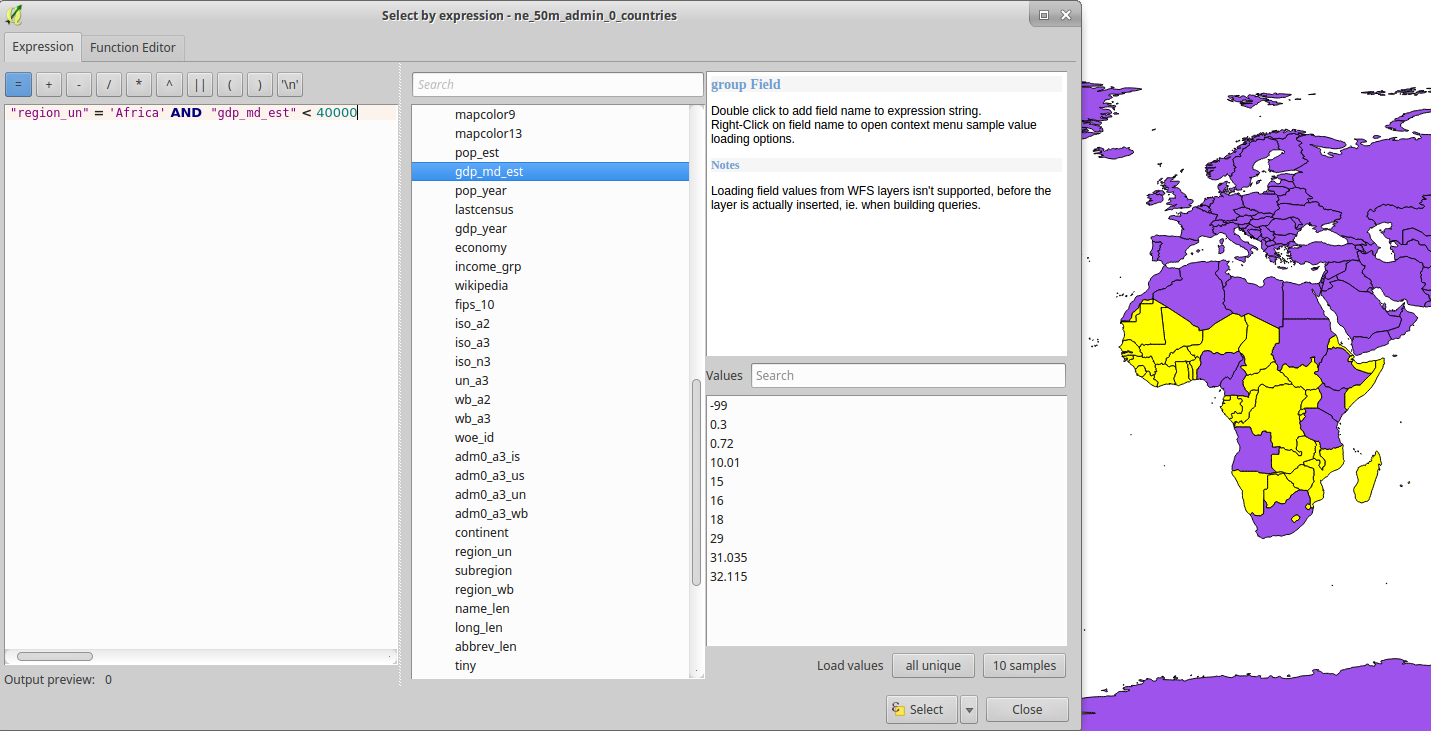 Select by expression - ne_50m_admin_0_countries
Expression
Function Editor
= + - / * ^ || ( ) '\n'
"region_un" = 'Africa' AND "gdp_md_est" < 40000
Output preview: 0
Search
mapcolor9
mapcolor13
pop_est
gdp_md_est
pop_year
lastcensus
gdp_year
economy
income_grp
wikipedia
fips_10
iso_a2
iso_a3
iso_n3
un_a3
wb_a2
wb_a3
woe_id
adm0_a3_is
adm0_a3_us
adm0_a3_un
adm0_a3_wb
continent
region_un
subregion
region_wb
name_len
long_len
abbrev_len
tiny
group Field
Double click to add field name to expression string.
Right-Click on field name to open context menu sample value
loading options.
Notes
Loading field values from WFS layers isn't supported, before the
layer is actually inserted, ie. when building queries.
Values Search
-99
0.3
0.72
10.01
15
16
18
29
31.035
32.115
Load values all unique 10 samples
Select Close